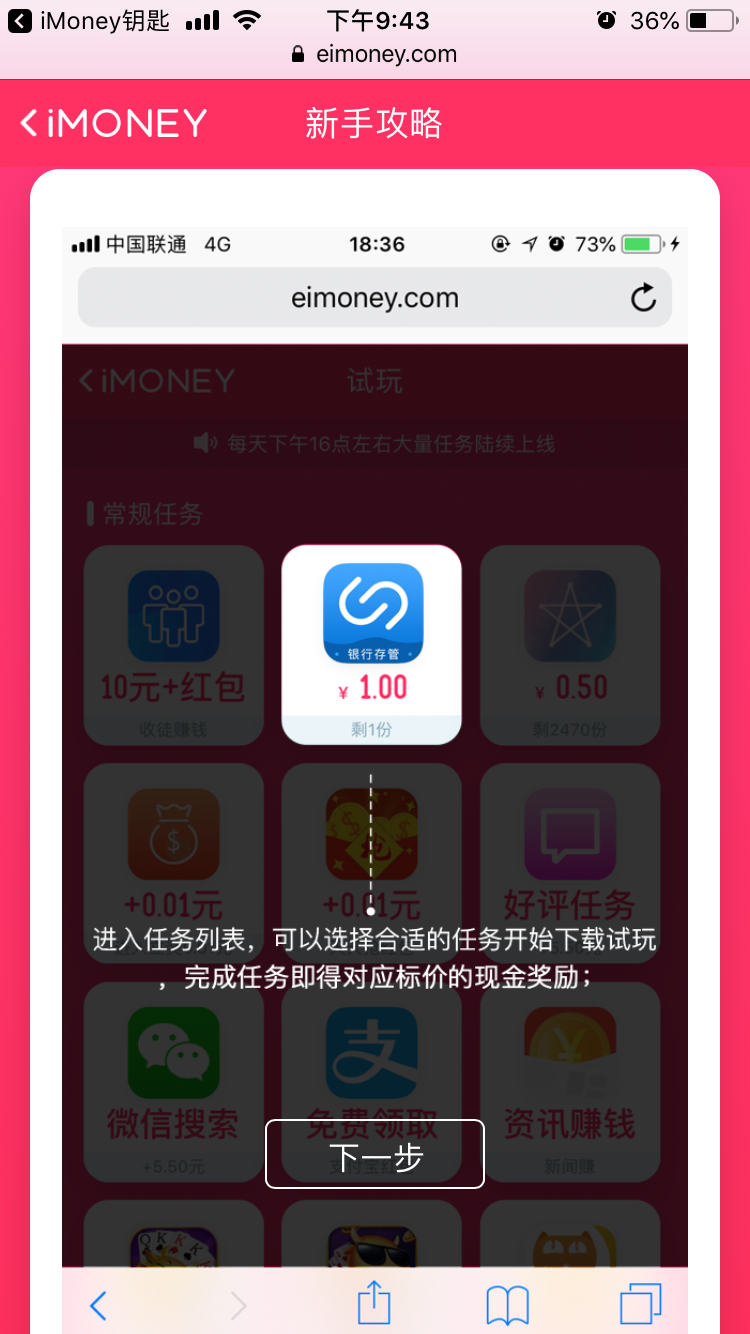 iMoney钥匙 下午9:43 36%
eimoney.com
iMONEY 新手攻略
中国联通 4G 18:36 73%
eimoney.com
iMONEY 试玩
每天下午16点左右大量任务陆续上线
常规任务
银行存管
10元+红包 ¥ 1.00 ¥ 0.50
收徒赚钱 剩1份 剩2470份
+0.01元 +0.01元 好评任务
进入任务列表，可以选择合适的任务开始下载试玩
，完成任务即得对应标价的现金奖励；
支
微信搜索 免费领取 资讯赚钱
下一步
+5.50元 新闻赚